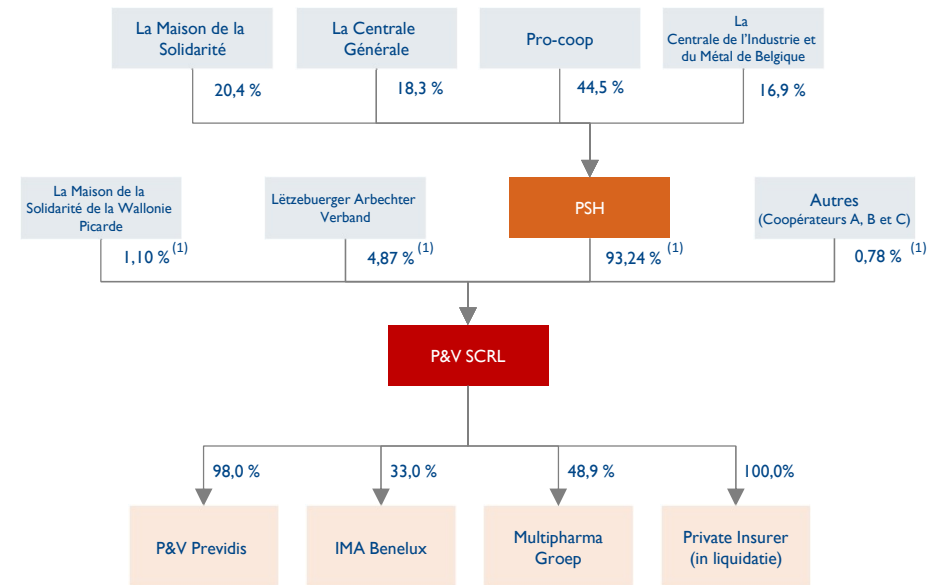 La Maison de la
Solidarité
La Centrale
Générale
Pro-coop
La
Centrale de l'Industrie et
du Métal de Belgique
20,4 %
18,3 %
44,5 %
16,9 %
La Maison de la
Solidarité de la Wallonie
Picarde
Lëtzebuerger Arbechter
Verband
PSH
Autres
(Coopérateurs A, B et C)
1,10 % (1)
4,87 % (1)
93,24 % (1)
0,78 % (1)
P&V SCRL
98,0 %
33,0 %
48,9 %
100,0%
P&V Previdis
IMA Benelux
Multipharma
Groep
Private Insurer
(in liquidatie)